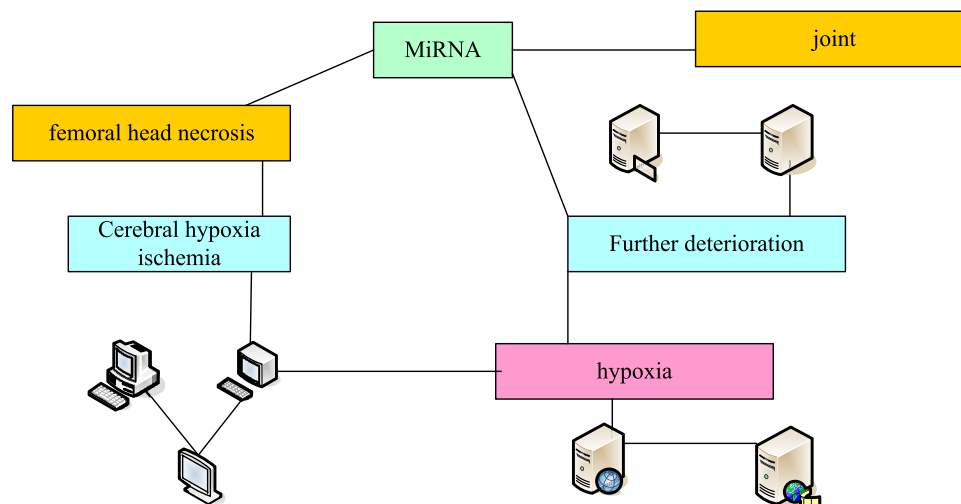 MiRNA
joint
femoral head necrosis
Cerebral hypoxia
ischemia
Further deterioration
hypoxia